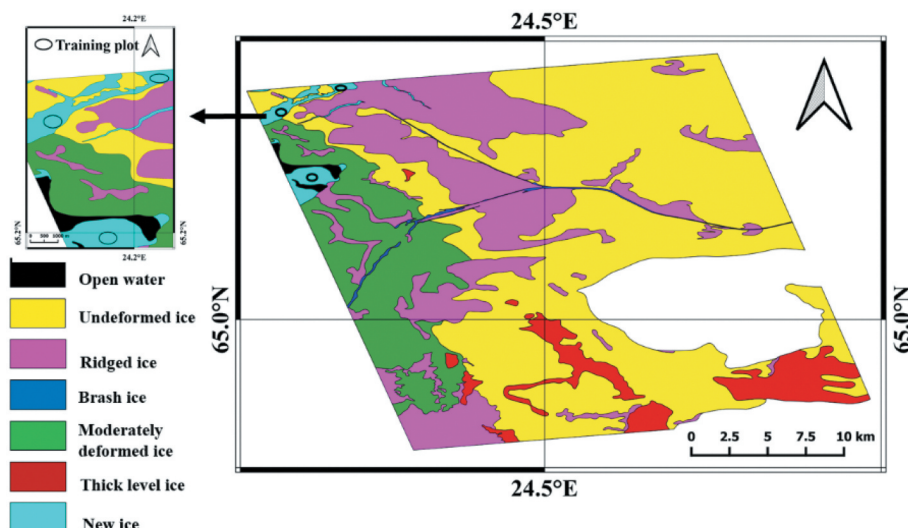 24.2°E
Training plot
65.2°N
65.2°N
24.2°E
Open water
Undeformed ice
Ridged ice
Brash ice
Moderately
deformed ice
Thick level ice
New ice
24.5°E
65.0°N
65.0°N
0 2.5 5 7.5 10 km
24.5°E